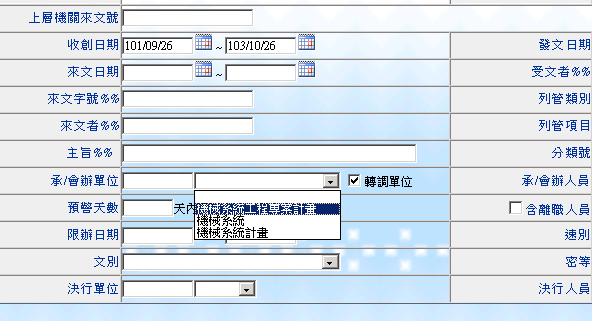 上層機關來文號
收創日期 101/09/26 ~ 103/10/26 發文日期
來文日期 ~ 受文者%%
來文字號%% 列管類別
來文者%% 列管項目
主旨%% 分類號
承/會辦單位 轉調單位 承/會辦人員
預警天數 天內 含離職人員
機械系統工程專案計畫
機械系統
機械系統計畫
限辦日期 速別
文別 密等
決行單位 決行人員